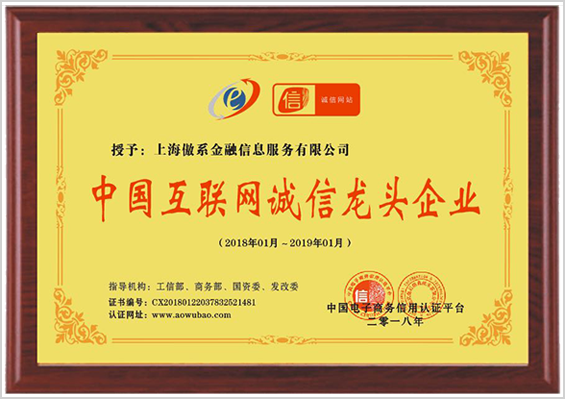 e
信 诚信网站
授予：上海傲系金融信息服务有限公司
中国互联网诚信龙头企业
（2018年01月～2019年01月）
指导机构：工信部、商务部、国资委、发改委
证书编号：CX20180122037832521481
认证网址：www.aowubao.com
信
中国电子商务信用认证平台
二零一八年